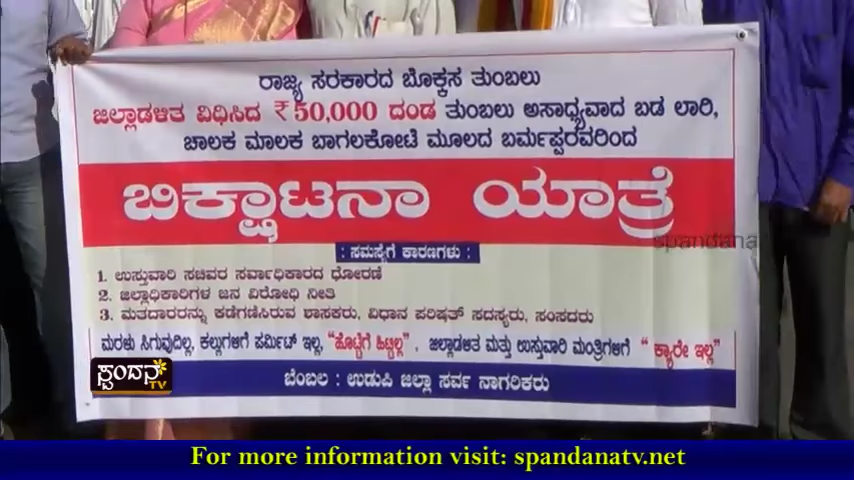 ರಾಜ್ಯ ಸರಕಾರದ ಬೊಕ್ಕಸ ತುಂಬಲು
ಜಿಲ್ಲಾಡಳಿತ ವಿಧಿಸಿದ ₹50,000 ದಂಡ ತುಂಬಲು ಅಸಾಧ್ಯವಾದ ಬಡ ಲಾರಿ,
ಚಾಲಕ ಮಾಲಕ ಬಾಗಲಕೋಟೆ ಮೂಲದ ಬರ್ಮಪ್ಪರವರಿಂದ
ಬಿಕ್ಷಾಟನಾ ಯಾತ್ರೆ
spandana
: ಸಮಸ್ಯೆಗೆ ಕಾರಣಗಳು :
1. ಉಸ್ತುವಾರಿ ಸಚಿವರ ಸರ್ವಾಧಿಕಾರದ ಧೋರಣೆ
2. ಜಿಲ್ಲಾಧಿಕಾರಿಗಳ ಜನ ವಿರೋಧಿ ನೀತಿ
3. ಮತದಾರರನ್ನು ಕಡೆಗಣಿಸಿರುವ ಶಾಸಕರು, ವಿಧಾನ ಪರಿಷತ್ ಸದಸ್ಯರು, ಸಂಸದರು
ಮರಳು ಸಿಗುವುದಿಲ್ಲ, ಕಲ್ಲುಗಳಿಗೆ ಪರ್ಮಿಟ್ ಇಲ್ಲ, "ಹೊಟ್ಟೆಗೆ ಹಿಟ್ಟಿಲ್ಲ", ಜಿಲ್ಲಾಡಳಿತ ಮತ್ತು ಉಸ್ತುವಾರಿ ಮಂತ್ರಿಗಳಿಗೆ "ಕ್ಯಾರೇ ಇಲ್ಲ"
ಸ್ಪಂದನ TV
ಬೆಂಬಲ : ಉಡುಪಿ ಜಿಲ್ಲಾ ಸರ್ವ ನಾಗರಿಕರು
For more information visit: spandanatv.net